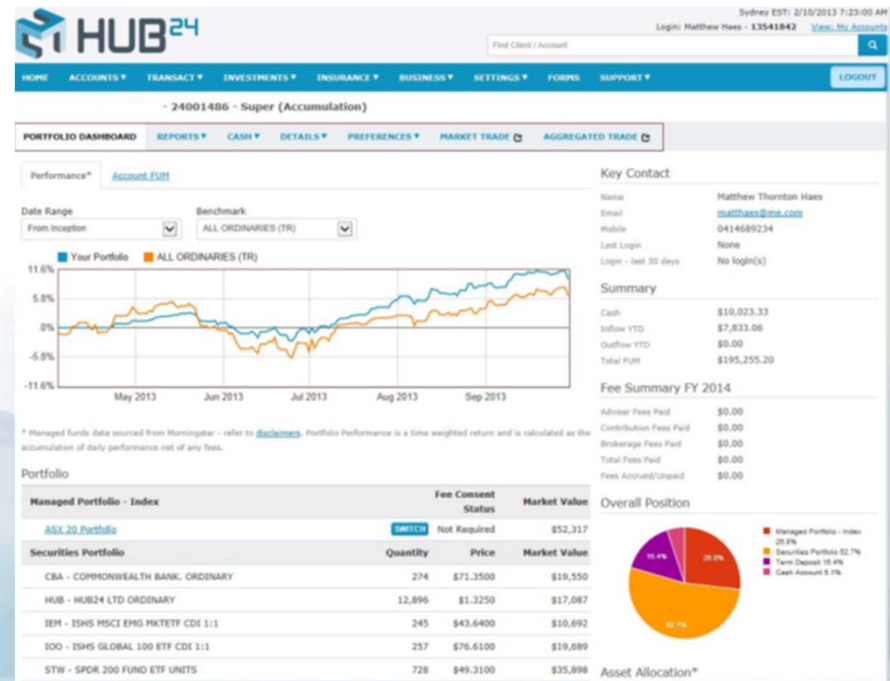 Sydney EST: 2/10/2013 7:23:00 AM
Login: Matthew Haes - 13541842 View: My Accounts
HUB24
Find Client / Account
HOME ACCOUNTS TRANSACT INVESTMENTS INSURANCE BUSINESS SETTINGS FORMS SUPPORT LOGOUT
- 24001486 - Super (Accumulation)
PORTFOLIO DASHBOARD REPORTS CASH DETAILS PREFERENCES MARKET TRADE AGGREGATED TRADE
Performance* Account FUM
Date Range Benchmark
From Inception ALL ORDINARIES (TR)
Your Portfolio ALL ORDINARIES (TR)
11.6%
5.8%
0%
-5.8%
-11.6%
May 2013 Jun 2013 Jul 2013 Aug 2013 Sep 2013
* Managed funds data sourced from Morningstar - refer to disclaimers. Portfolio Performance is a time weighted return and is calculated as the
accumulation of daily performance net of any fees.
Portfolio
Managed Portfolio - Index Fee Consent Status Market Value
ASX 20 Portfolio SWITCH Not Required $52,317
Securities Portfolio Quantity Price Market Value
CBA - COMMONWEALTH BANK. ORDINARY 274 $71.3500 $19,550
HUB - HUB24 LTD ORDINARY 12,896 $1.3250 $17,087
IEM - ISHS MSCI EMG MKTETF CDI 1:1 245 $43.6400 $10,692
IOO - ISHS GLOBAL 100 ETF CDI 1:1 257 $76.6100 $19,689
STW - SPDR 200 FUND ETF UNITS 728 $49.3100 $35,898
Key Contact
Name Matthew Thornton Haes
Email matthaes@me.com
Mobile 0414689234
Last Login None
Login - last 30 days No login(s)
Summary
Cash $10,023.33
Inflow YTD $7,833.06
Outflow YTD $0.00
Total FUM $195,255.20
Fee Summary FY 2014
Adviser Fees Paid $0.00
Contribution Fees Paid $0.00
Brokerage Fees Paid $0.00
Total Fees Paid $0.00
Fees Accrued/Unpaid $0.00
Overall Position
15.4%
26.8%
52.7%
Managed Portfolio - Index
26.8%
Securities Portfolio 52.7%
Term Deposit 15.4%
Cash Account 5.1%
Asset Allocation*